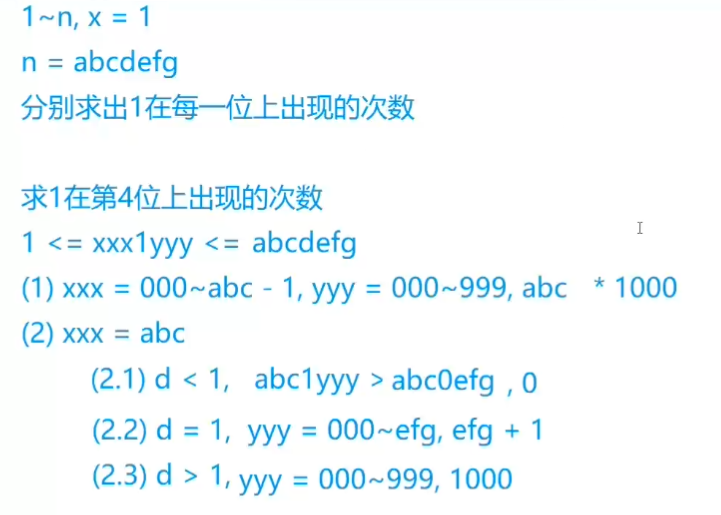 1~n, x = 1
n = abcdefg
分别求出1在每一位上出现的次数
求1在第4位上出现的次数
1 <= xxx1yyy <= abcdefg
(1) xxx = 000~abc - 1, yyy = 000~999, abc * 1000
(2) xxx = abc
(2.1) d < 1, abc1yyy > abc0efg , 0
(2.2) d = 1, yyy = 000~efg, efg + 1
(2.3) d > 1, yyy = 000~999, 1000